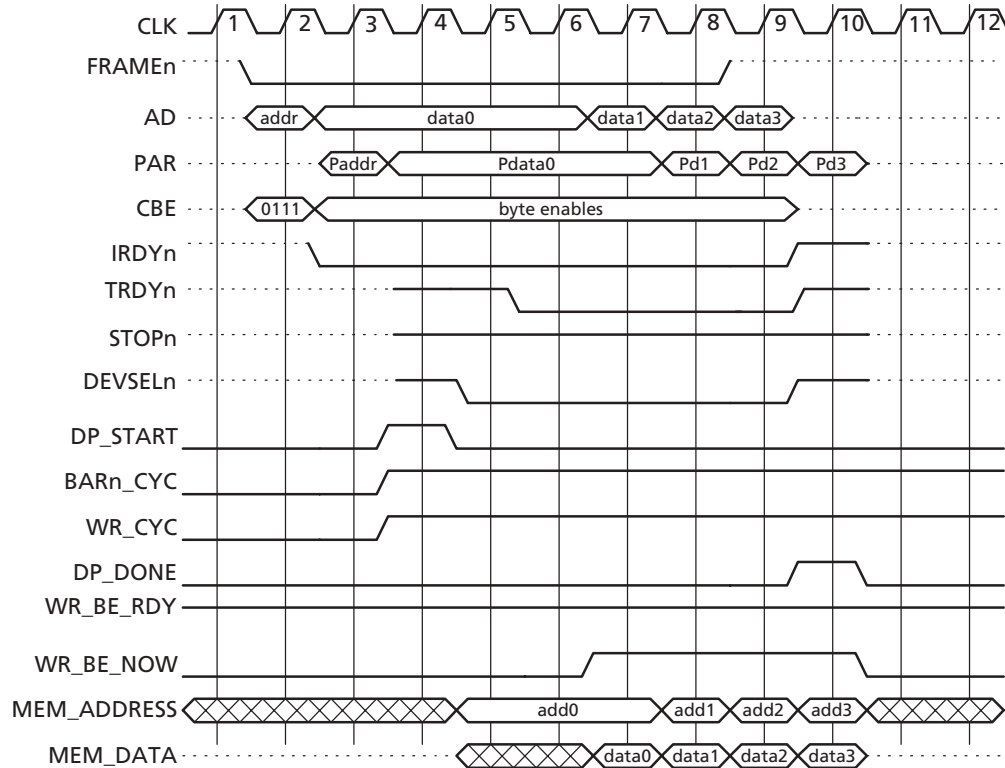 CLK 1 2 3 4 5 6 7 8 9 10 11 12
FRAMEn
AD addr data0 data1 data2 data3
PAR Paddr Pdata0 Pd1 Pd2 Pd3
CBE 0111 byte enables
IRDYn
TRDYn
STOPn
DEVSELn
DP_START
BARn_CYC
WR_CYC
DP_DONE
WR_BE_RDY
WR_BE_NOW
MEM_ADDRESS add0 add1 add2 add3
MEM_DATA data0 data1 data2 data3